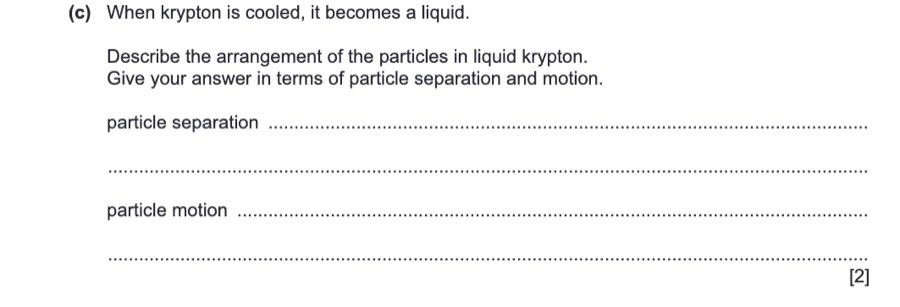 (c) When krypton is cooled, it becomes a liquid.
Describe the arrangement of the particles in liquid krypton.
Give your answer in terms of particle separation and motion.
particle separation ....................................................................................................................
....................................................................................................................
particle motion ....................................................................................................................
....................................................................................................................
[2]